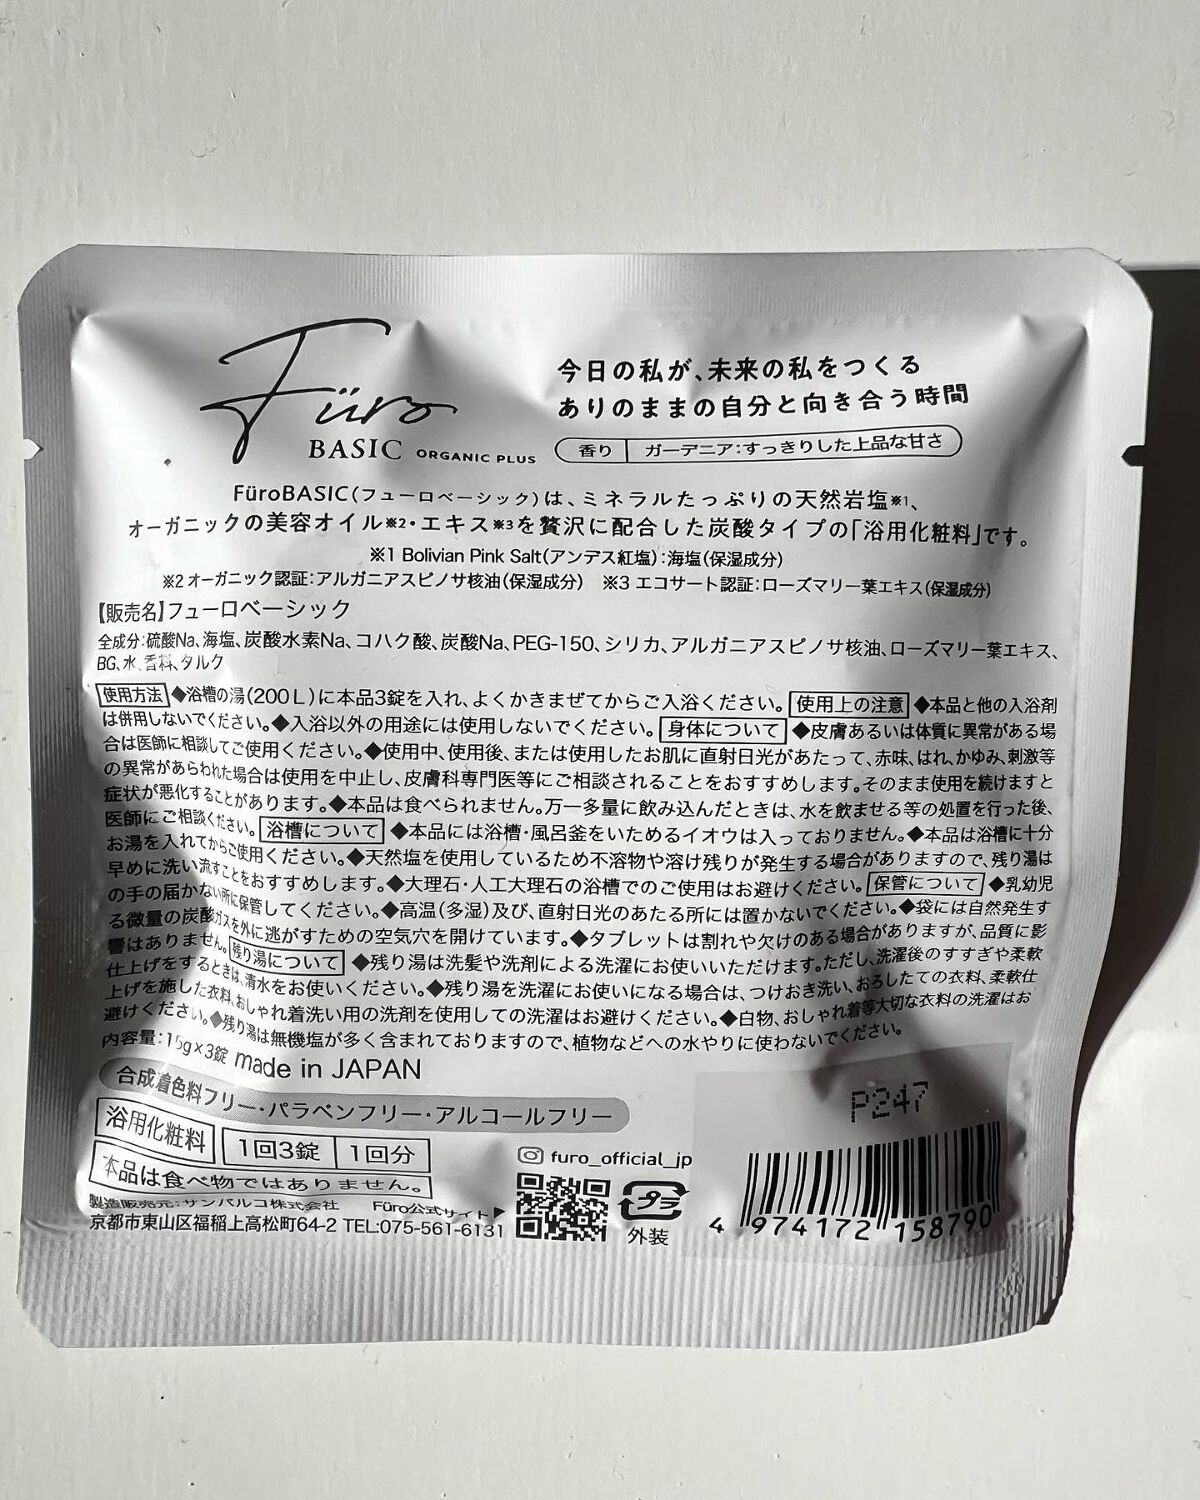 Füro
BASIC ORGANIC PLUS
今日の私が、未来の私をつくる
ありのままの自分と向き合う時間
香り ガーデニア:すっきりした上品な甘さ
FüroBASIC(フューロベーシック)は、ミネラルたっぷりの天然岩塩※1、
オーガニックの美容オイル※2・エキス※3を贅沢に配合した炭酸タイプの「浴用化粧料」です。
※1 Bolivian Pink Salt(アンデス紅塩):海塩(保湿成分)
※2 オーガニック認証:アルガニアスピノサ核油(保湿成分) ※3 エコサート認証:ローズマリー葉エキス(保湿成分)
【販売名】フューロベーシック
全成分:硫酸Na、海塩、炭酸水素Na、コハク酸、炭酸Na、PEG-150、シリカ、アルガニアスピノサ核油、ローズマリー葉エキス、
BG、水、香料、タルク
使用方法 ◆浴槽の湯(200L)に本品3錠を入れ、よくかきまぜてからご入浴ください。 使用上の注意 ◆本品と他の入浴剤
は併用しないでください。◆入浴以外の用途には使用しないでください。 身体について ◆皮膚あるいは体質に異常がある場
合は医師に相談してご使用ください。◆使用中、使用後、または使用したお肌に直射日光があたって、赤味、はれ、かゆみ、刺激等
の異常があらわれた場合は使用を中止し、皮膚科専門医等にご相談されることをおすすめします。そのまま使用を続けますと
症状が悪化することがあります。◆本品は食べられません。万一多量に飲み込んだときは、水を飲ませる等の処置を行った後、
医師にご相談ください。 浴槽について ◆本品には浴槽・風呂釜をいためるイオウは入っておりません。◆本品は浴槽に十分
お湯を入れてからご使用ください。◆天然塩を使用しているため不溶物や溶け残りが発生する場合がありますので、残り湯は
早めに洗い流すことをおすすめします。◆大理石・人工大理石の浴槽でのご使用はお避けください。 保管について ◆乳幼児
の手の届かない所に保管してください。◆高温(多湿)及び、直射日光のあたる所には置かないでください。◆袋には自然発生す
る微量の炭酸ガスを外に逃がすための空気穴を開けています。◆タブレットは割れや欠けのある場合がありますが、品質に影
響はありません。 残り湯について ◆残り湯は洗髪や洗剤による洗濯にお使いいただけます。ただし、洗濯後のすすぎや柔軟
仕上げをするときは、清水をお使いください。◆残り湯を洗濯にお使いになる場合は、つけおき洗い、おろしたての衣料、柔軟仕
上げを施した衣料、おしゃれ着洗い用の洗剤を使用しての洗濯はお避けください。◆白物、おしゃれ着等大切な衣料の洗濯はお
避けください。◆残り湯は無機塩が多く含まれておりますので、植物などへの水やりに使わないでください。
内容量:15g×3錠 made in JAPAN
合成着色料フリー・パラベンフリー・アルコールフリー
浴用化粧料 1回3錠 1回分
本品は食べ物ではありません。
製造販売元:サンパルコ株式会社 Füro公式サイト▶
京都市東山区福稲上高松町64-2 TEL:075-561-6131
furo_official_jp
プラ
外装
P247
4 974172 158790